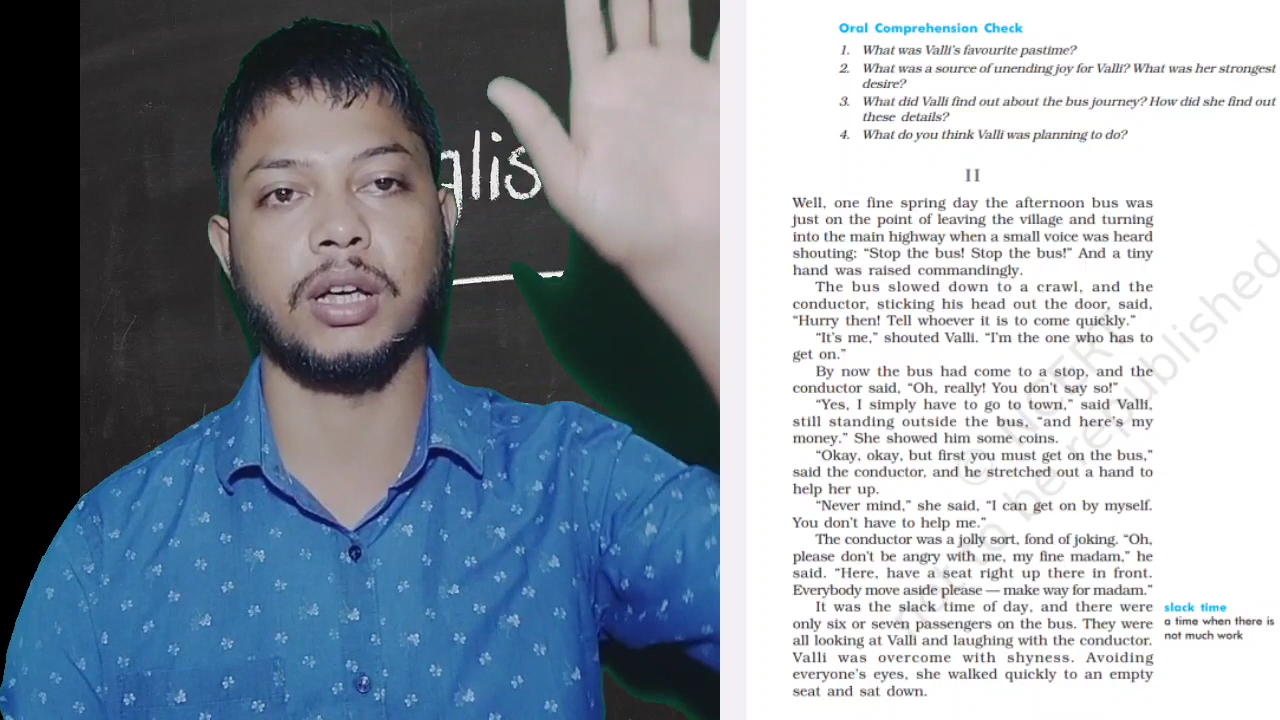 glis
Oral Comprehension Check
1. What was Valli's favourite pastime?
2. What was a source of unending joy for Valli? What was her strongest
desire?
3. What did Valli find out about the bus journey? How did she find out
these details?
4. What do you think Valli was planning to do?
II
Well, one fine spring day the afternoon bus was
just on the point of leaving the village and turning
into the main highway when a small voice was heard
shouting: “Stop the bus! Stop the bus!” And a tiny
hand was raised commandingly.
The bus slowed down to a crawl, and the
conductor, sticking his head out the door, said,
“Hurry then! Tell whoever it is to come quickly.”
“It's me,” shouted Valli. “I'm the one who has to
get on.”
By now the bus had come to a stop, and the
conductor said, “Oh, really! You don't say so!”
“Yes, I simply have to go to town,” said Valli,
still standing outside the bus, “and here's my
money.” She showed him some coins.
“Okay, okay, but first you must get on the bus,”
said the conductor, and he stretched out a hand to
help her up.
“Never mind,” she said, “I can get on by myself.
You don't have to help me.”
The conductor was a jolly sort, fond of joking. “Oh,
please don't be angry with me, my fine madam,” he
said. “Here, have a seat right up there in front.
Everybody move aside please — make way for madam.”
It was the slack time of day, and there were
only six or seven passengers on the bus. They were
all looking at Valli and laughing with the conductor.
Valli was overcome with shyness. Avoiding
everyone's eyes, she walked quickly to an empty
seat and sat down.
slack time
a time when there is
not much work
© NCERT
not to be republished